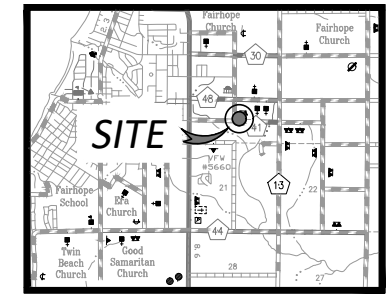 Fairhope
Church
Fairhope
Church
30
48
SITE
41
VFW
#5660
21
13
22
Fairhope
School
Era
Church
44
Twin
Beach
Church
Good
Samaritan
Church
28
27